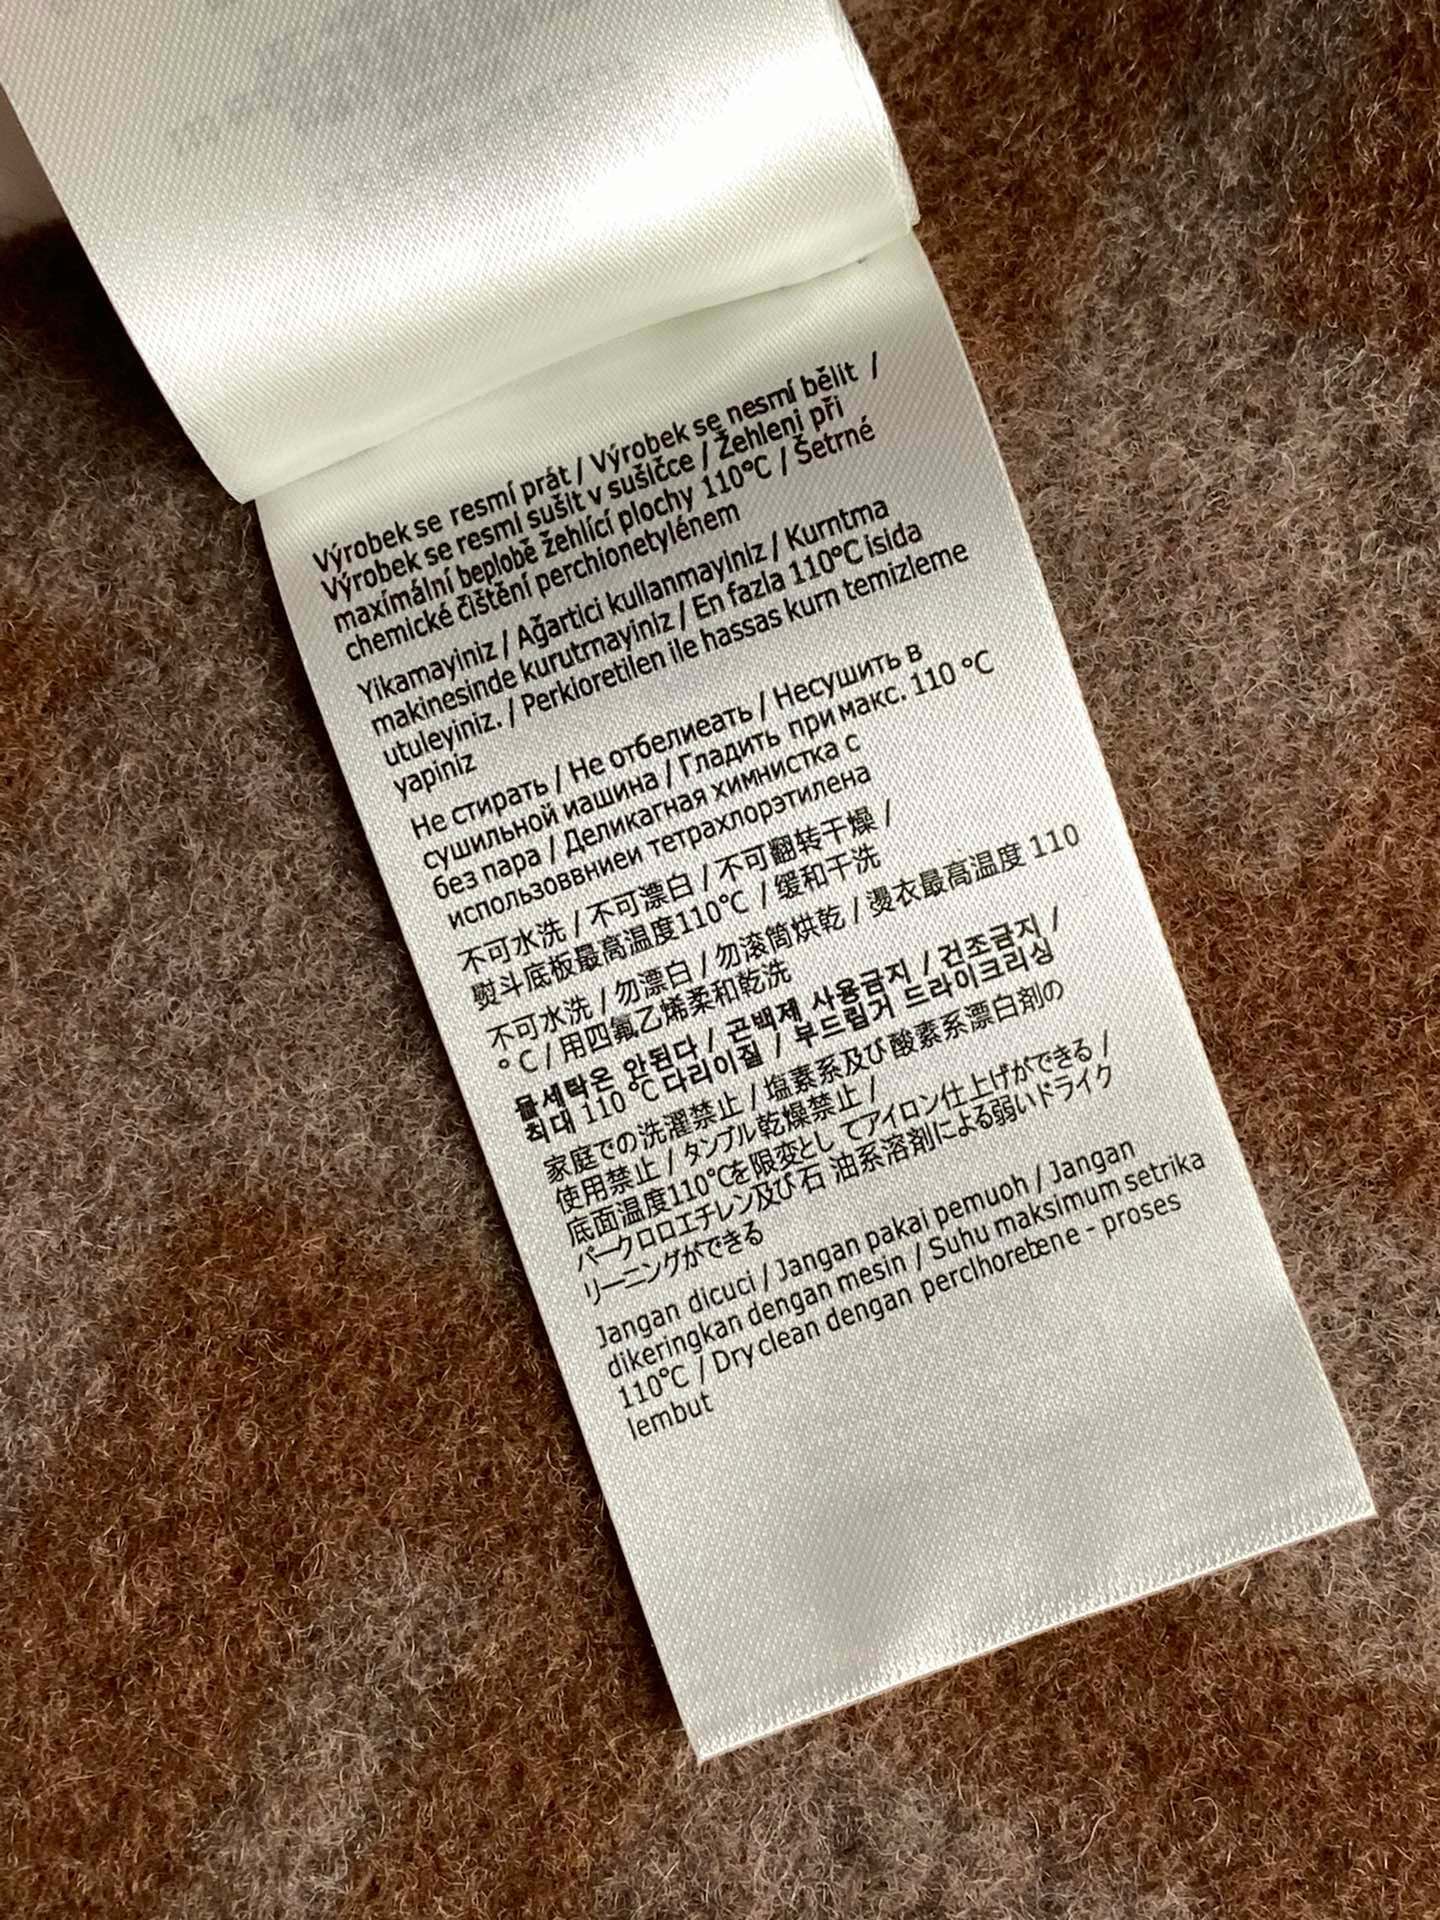 Výrobek se resmí prát / Výrobek se nesmí bělit /
Výrobek se resmí sušit v sušičce / Žehleni při
maxímální beplobě žehlící plochy 110°C / Šetrné
chemické čištění perchionetylénem
Yikamayiniz / Ağartici kullanmayiniz / Kurntma
makinesinde kurutmayiniz / En fazla 110°C isida
utuleyiniz. / Perkioretilen ile hassas kurn temizleme
yapiniz
Не стирать / Не отбелиеать / Несушить в
сушильной иашина / Гладить при макс. 110 °C
без пара / Деликагная химнистка с
использоввниеи тетрахлорэтилена
不可水洗 / 不可漂白 / 不可翻转干燥 /
熨斗底板最高温度110°C / 缓和干洗
不可水洗 / 勿漂白 / 勿滚筒烘乾 / 燙衣最高温度 110
°C / 用四氟乙烯柔和乾洗
물세탁은 안된다 / 곤백제 사용금지 / 건조금지 /
최대 110 °C 다리이질 / 부드립거 드라이크리싱
家庭での洗濯禁止 / 塩素系及び酸素系漂白剤の
使用禁止 / タンブル乾燥禁止 /
底面温度110°Cを限变とし てアイロン仕上げができる /
パークロロエチレン及び石 油系溶剤による弱いドライク
リーニングができる
Jangan dicuci / Jangan pakai pemuoh / Jangan
dikeringkan dengan mesin / Suhu maksimum setrika
110°C / Dry clean dengan perclhorebene - proses
lembut